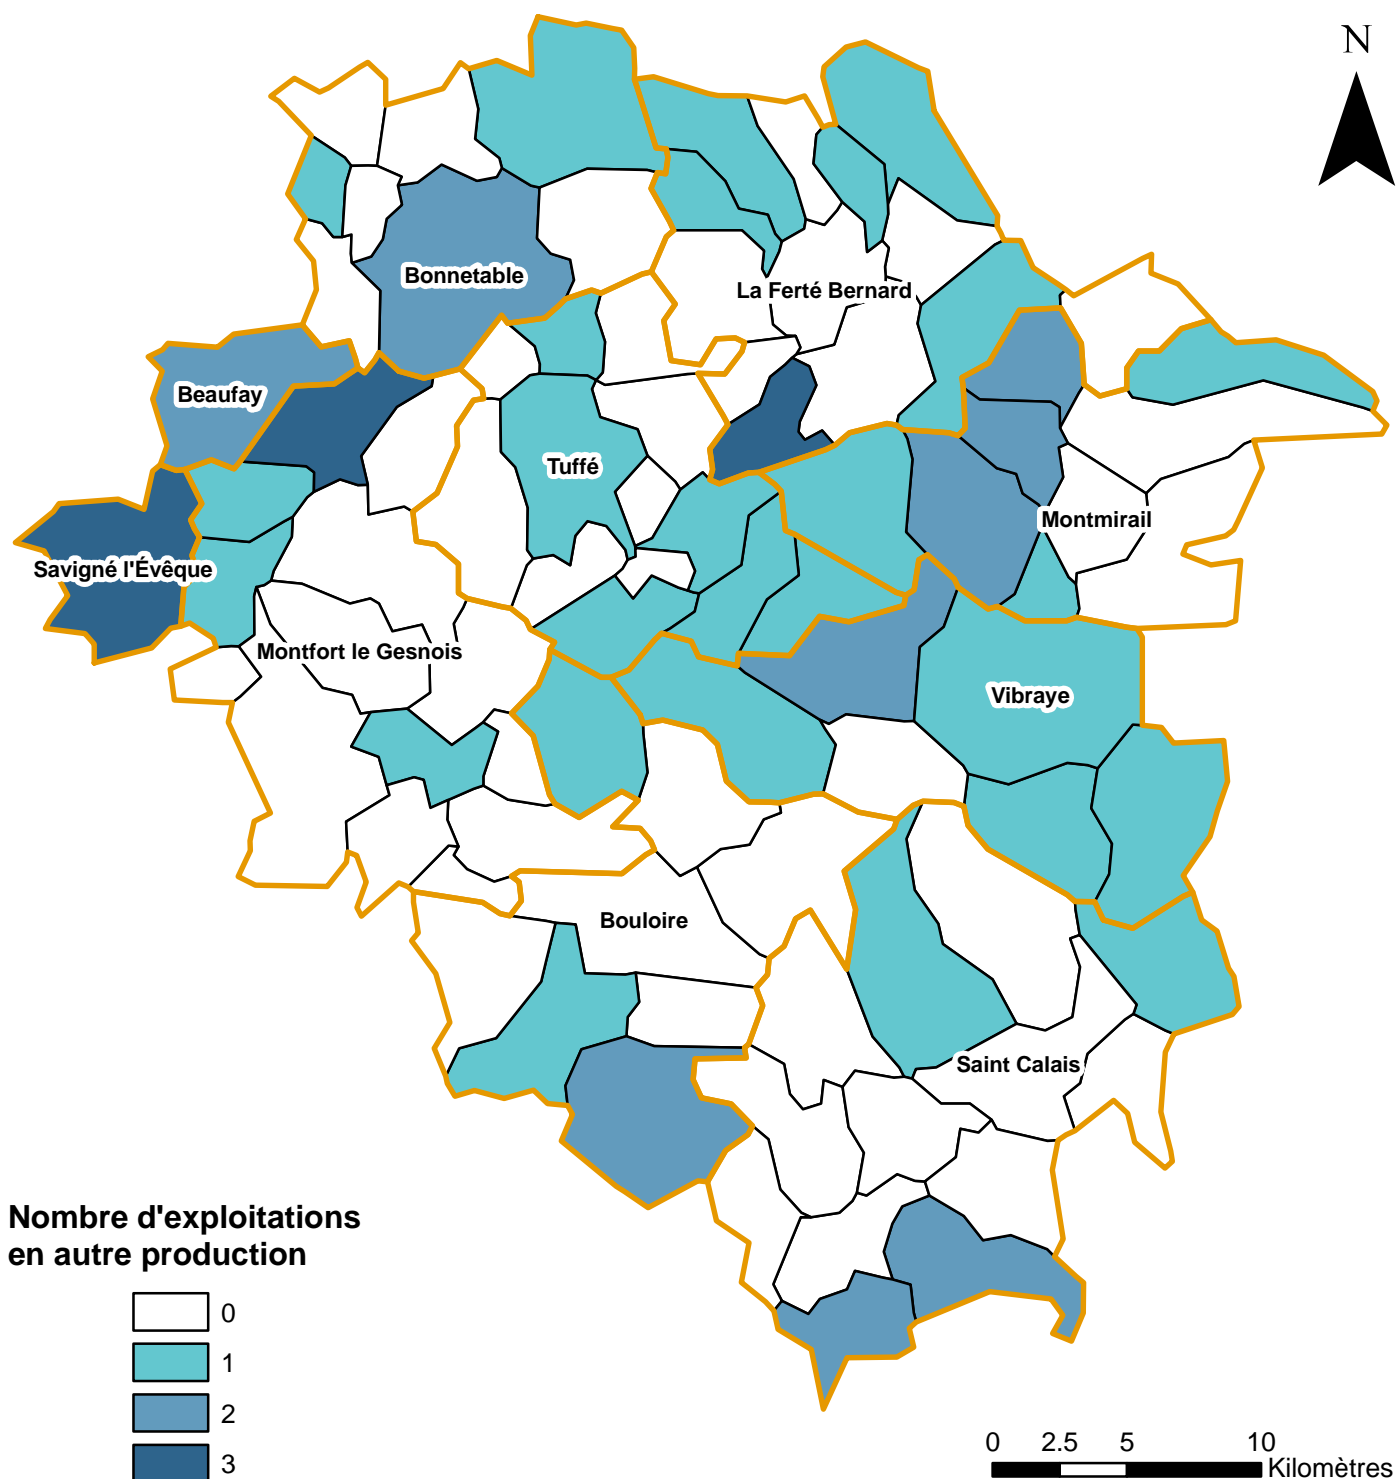 N
Bonnetable
La Ferté Bernard
Beaufay
Tuffé
Montmirail
Savigné l'Évêque
Montfort le Gesnois
Vibraye
Bouloire
Saint Calais
Nombre d'exploitations
en autre production
0
1
2
3
0 2.5 5 10
Kilomètres